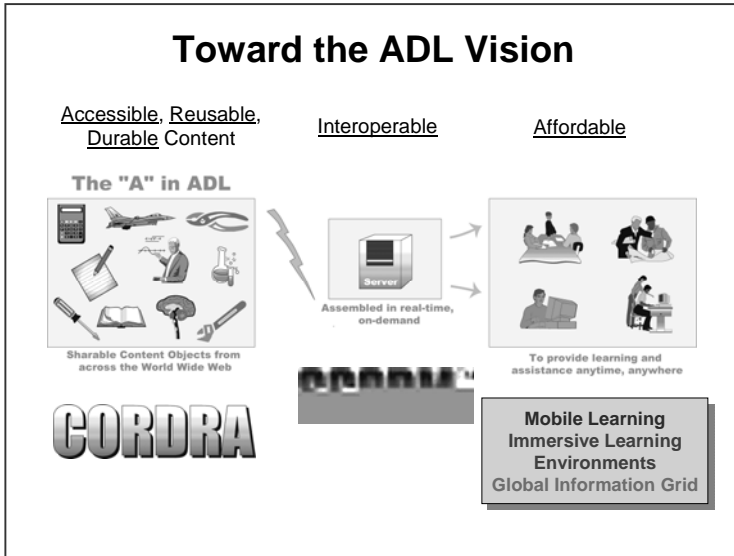 Toward the ADL Vision
Accessible, Reusable,
Durable Content
Interoperable
Affordable
The "A" in ADL
Server
Assembled in real-time,
on-demand
Sharable Content Objects from
across the World Wide Web
To provide learning and
assistance anytime, anywhere
CORDRA
Mobile Learning
Immersive Learning
Environments
Global Information Grid